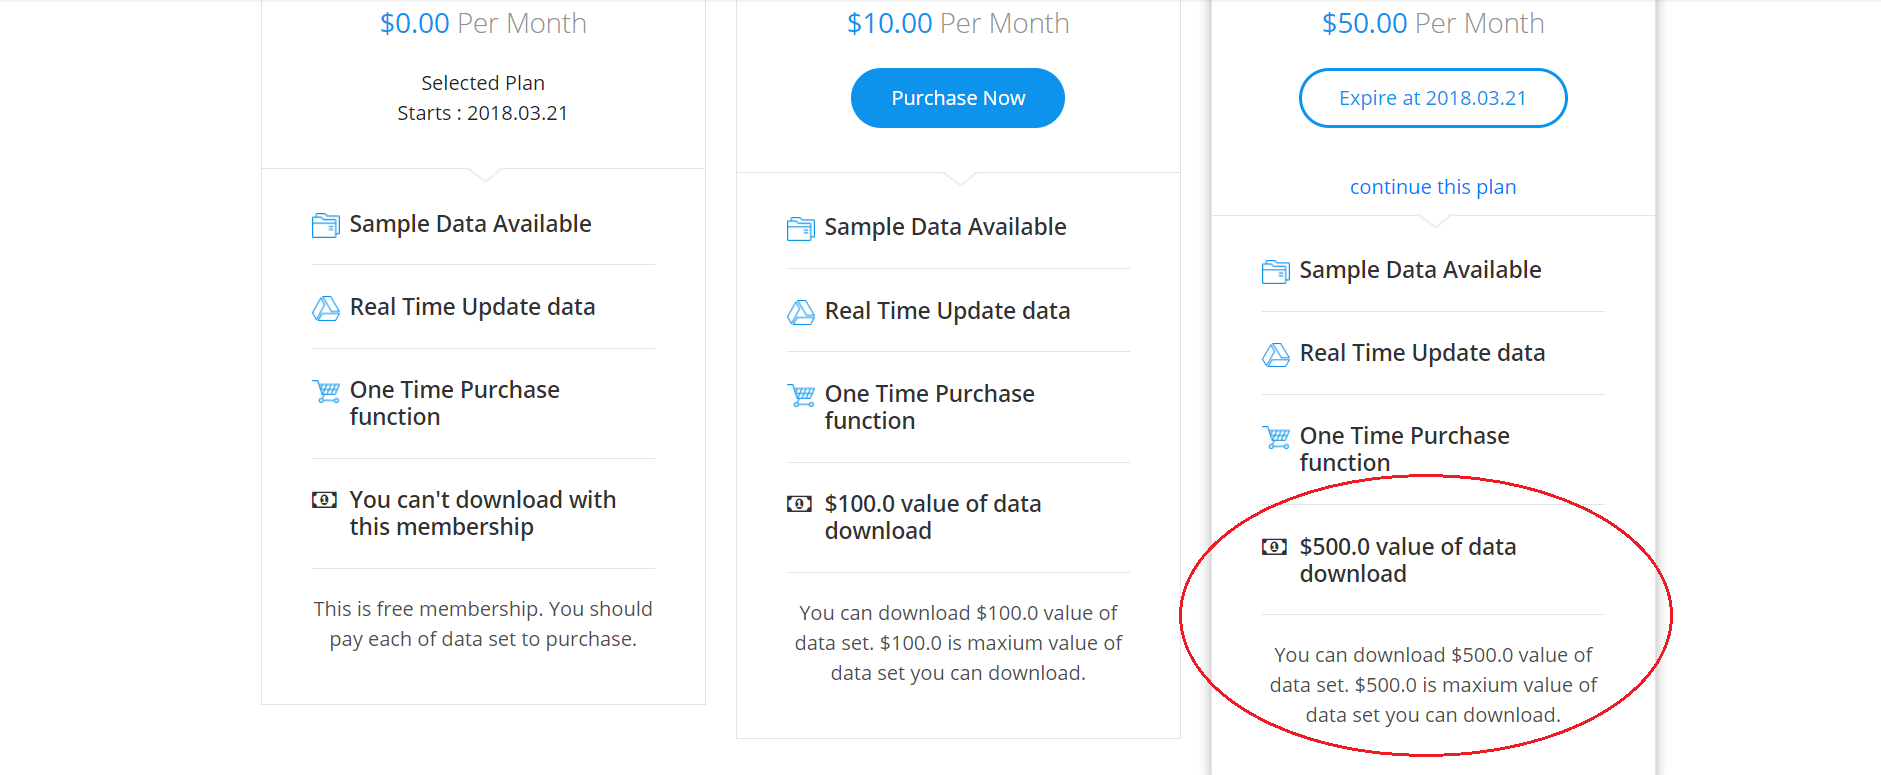 $0.00 Per Month
Selected Plan
Starts : 2018.03.21
Sample Data Available
Real Time Update data
One Time Purchase
function
You can't download with
this membership
This is free membership. You should
pay each of data set to purchase.
$10.00 Per Month
Purchase Now
Sample Data Available
Real Time Update data
One Time Purchase
function
$100.0 value of data
download
You can download $100.0 value of
data set. $100.0 is maxium value of
data set you can download.
$50.00 Per Month
Expire at 2018.03.21
continue this plan
Sample Data Available
Real Time Update data
One Time Purchase
function
$500.0 value of data
download
You can download $500.0 value of
data set. $500.0 is maxium value of
data set you can download.